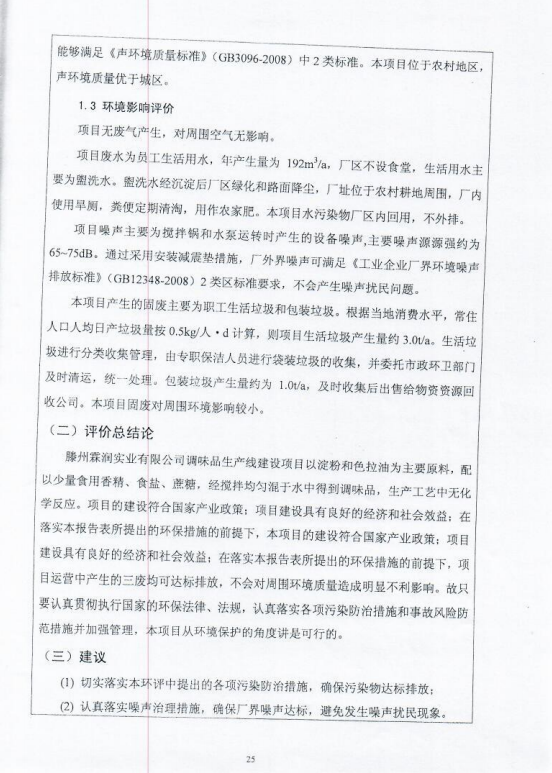 能够满足《声环境质量标准》（GB3096-2008）中 2 类标准。本项目位于农村地区，
声环境质量优于城区。
1.3 环境影响评价
项目无废气产生，对周围空气无影响。
项目废水为员工生活用水，年产生量为 192m³/a，厂区不设食堂，生活用水主
要为盥洗水。盥洗水经沉淀后厂区绿化和路面降尘，厂址位于农村耕地周围，厂内
使用旱厕，粪便定期清淘，用作农家肥。本项目水污染物厂区内回用，不外排。
项目噪声主要为搅拌锅和水泵运转时产生的设备噪声,主要噪声源源强约为
65~75dB。通过采用安装减震垫措施，厂外界噪声可满足《工业企业厂界环境噪声
排放标准》（GB12348-2008）2 类区标准要求，不会产生噪声扰民问题。
本项目产生的固废主要为职工生活垃圾和包装垃圾。根据当地消费水平，常住
人口人均日产垃圾量按 0.5kg/人·d 计算，则项目生活垃圾产生量约 3.0t/a。生活垃
圾进行分类收集管理，由专职保洁人员进行袋装垃圾的收集，并委托市政环卫部门
及时清运，统一处理。包装垃圾产生量约为 1.0t/a，及时收集后出售给物资资源回
收公司。本项目固废对周围环境影响较小。
（二）评价总结论
滕州霖润实业有限公司调味品生产线建设项目以淀粉和色拉油为主要原料，配
以少量食用香精、食盐、蔗糖，经搅拌均匀混于水中得到调味品，生产工艺中无化
学反应。项目的建设符合国家产业政策；项目建设具有良好的经济和社会效益；在
落实本报告表所提出的环保措施的前提下，本项目的建设符合国家产业政策；项目
建设具有良好的经济和社会效益；在落实本报告表所提出的环保措施的前提下，项
目运营中产生的三废均可达标排放，不会对周围环境质量造成明显不利影响。故只
要认真贯彻执行国家的环保法律、法规，认真落实各项污染防治措施和事故风险防
范措施并加强管理，本项目从环境保护的角度讲是可行的。
（三）建议
(1) 切实落实本环评中提出的各项污染防治措施，确保污染物达标排放；
(2) 认真落实噪声治理措施，确保厂界噪声达标，避免发生噪声扰民现象。
25